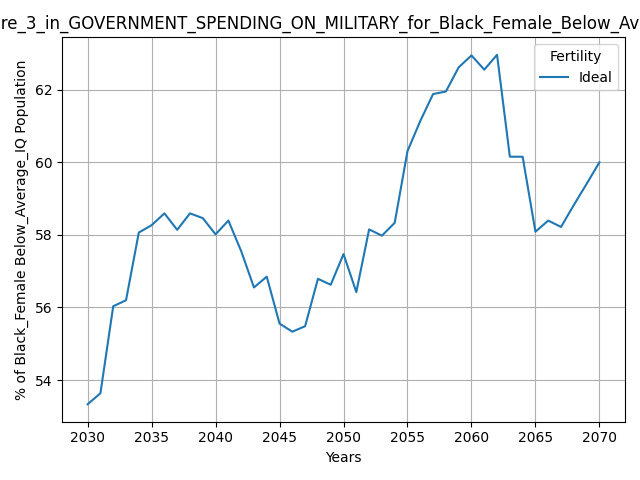 re_3_in_GOVERNMENT_SPENDING_ON_MILITARY_for_Black_Female_Below_Av
Fertility
Ideal
% of Black_Female Below_Average_IQ Population
62
60
58
56
54
2030 2035 2040 2045 2050 2055 2060 2065 2070
Years